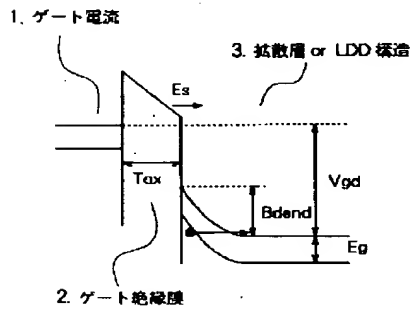 1. ゲート電流
3. 拡散層 or LDD 構造
Es
Tox
Vgd
Bdend
Eg
2. ゲート絶縁膜